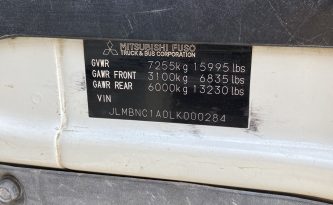 MITSUBISHI FUSO
TRUCK & BUS CORPORATION
GVWR 7255kg 15995 lbs
GAWR FRONT 3100kg 6835 lbs
GAWR REAR 6000kg 13230 lbs
VIN
JLMBNC1A0LK000284